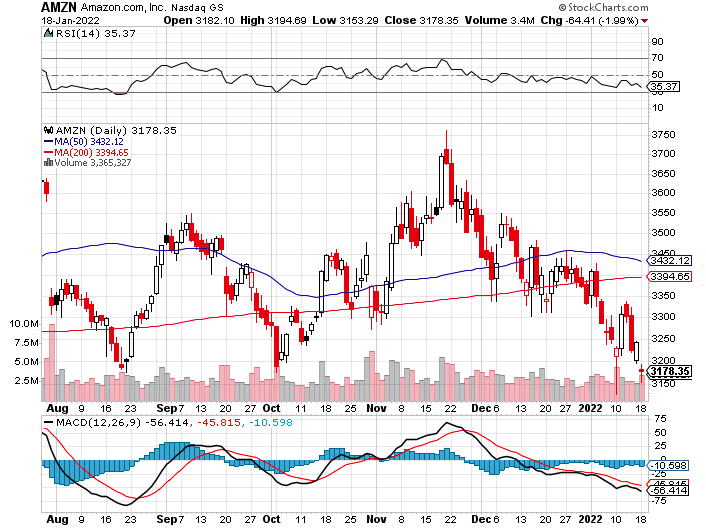 AMZN Amazon.com, Inc. Nasdaq GS © StockCharts.com
18-Jan-2022 Open 3182.10 High 3194.69 Low 3153.29 Close 3178.35 Volume 3.4M Chg -64.41 (-1.99%)
RSI(14) 35.37
90
70
50
35.37
30
10
AMZN (Daily) 3178.35
MA(50) 3432.12
MA(200) 3394.65
Volume 3,365,327
3750
3700
3650
3600
3550
3500
3450
3432.12
3394.65
3350
3300
3250
3200
3178.35
3150
10.0M
7.5M
5.0M
2.5M
Aug 9 16 23 Sep 7 13 20 27 Oct 11 18 25 Nov 8 15 22 Dec 6 13 20 27 2022 10 18
MACD(12,26,9) -56.414, -45.815, -10.598
75
50
25
0
-10.598
-45.815
-56.414
-75
Aug 9 16 23 Sep 7 13 20 27 Oct 11 18 25 Nov 8 15 22 Dec 6 13 20 27 2022 10 18